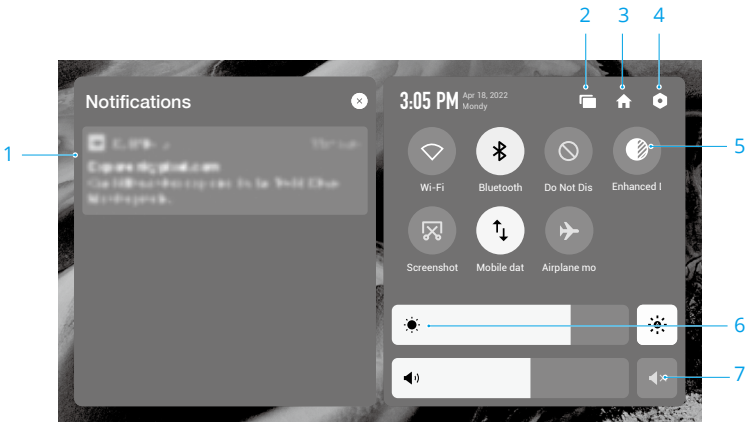 2 3 4
Notifications
3:05 PM Apr 18, 2022
Mondy
1
5
Wi-Fi Bluetooth Do Not Dis Enhanced I
Screenshot Mobile dat Airplane mo
6
7